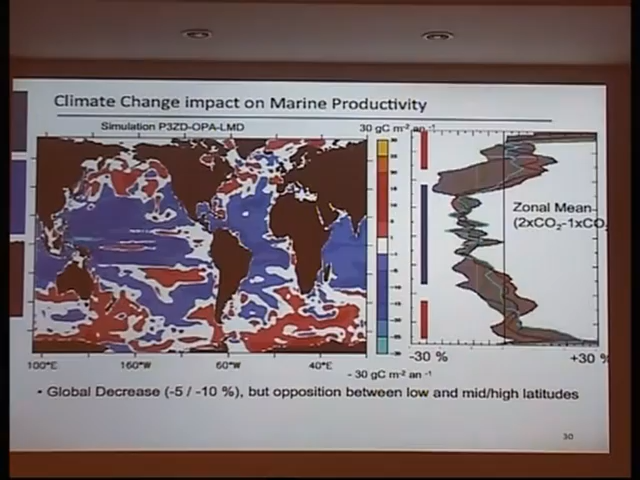 Climate Change impact on Marine Productivity
Simulation P3ZD-OPA-LMD
30 gC m⁻² an⁻¹
Zonal Mean
(2xCO₂-1xCO
100°E 160°W 60°W 40°E
-30 % +30 %
- 30 gC m⁻² an⁻¹
• Global Decrease (-5 / -10 %), but opposition between low and mid/high latitudes
30